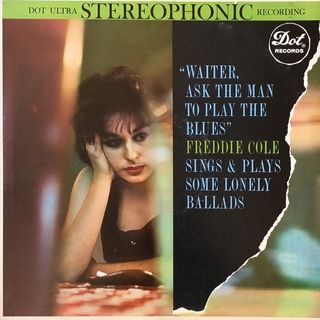 DOT ULTRA STEREOPHONIC RECORDING
Dot
RECORDS
"WAITER,
ASK THE MAN
TO PLAY THE
BLUES"
FREDDIE COLE
SINGS & PLAYS
SOME LONELY
BALLADS